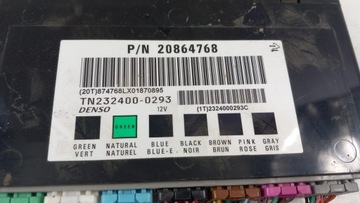 P/N 20864768
(20T)874768LX01870895
TN232400-0293
DENSO 12V (1T)2324000293C
GREEN
GREEN NATURAL BLUE BLACK BROWN PINK GRAY
VERT NATUREL BLUE-E. NOIR BRUN ROSE GRIS